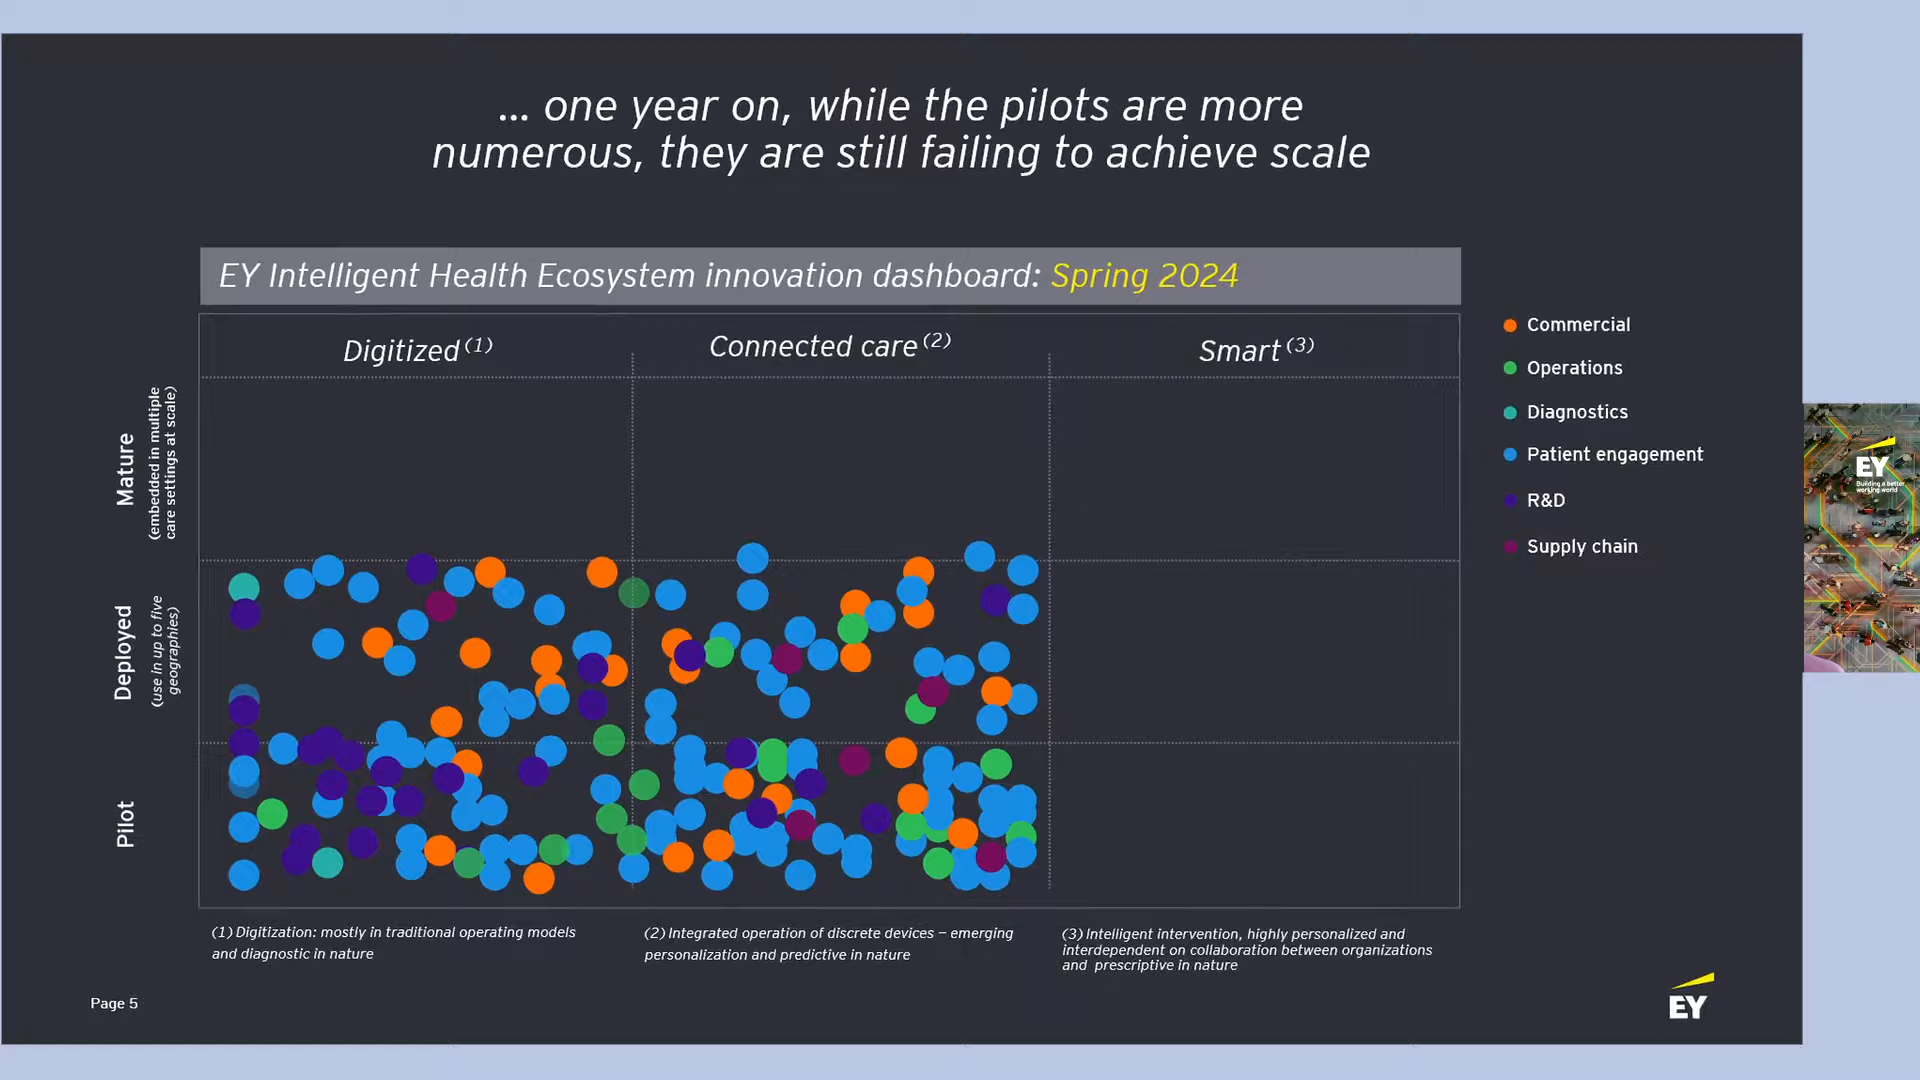 ... one year on, while the pilots are more
numerous, they are still failing to achieve scale
EY Intelligent Health Ecosystem innovation dashboard: Spring 2024
Digitized (1)
Connected care (2)
Smart (3)
Mature
(embedded in multiple
care settings at scale)
Deployed
(use in up to five
geographies)
Pilot
Commercial
Operations
Diagnostics
Patient engagement
R&D
Supply chain
(1) Digitization: mostly in traditional operating models
and diagnostic in nature
(2) Integrated operation of discrete devices – emerging
personalization and predictive in nature
(3) Intelligent intervention, highly personalized and
interdependent on collaboration between organizations
and prescriptive in nature
Page 5
EY
EY
Building a better
working world